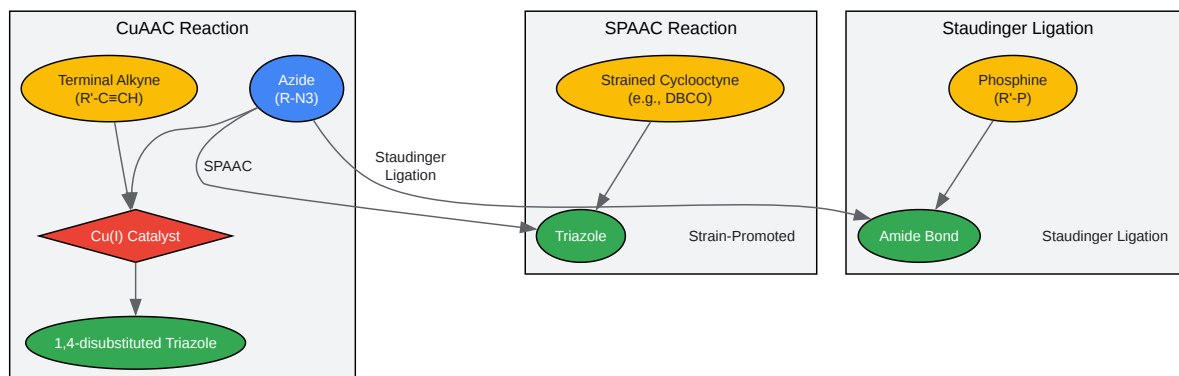 CuAAC Reaction
SPAAC Reaction
Staudinger Ligation
Terminal Alkyne
(R'-C≡CH)
Azide
(R-N3)
Strained Cyclooctyne
(e.g., DBCO)
Phosphine
(R'-P)
SPAAC
Staudinger
Ligation
Cu(I) Catalyst
Triazole
Strain-Promoted
Amide Bond
Staudinger Ligation
1,4-disubstituted Triazole